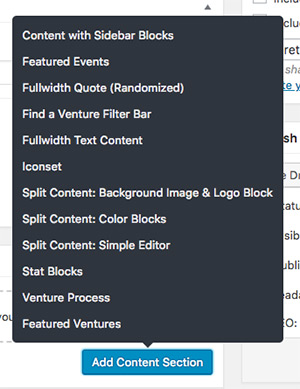 Content with Sidebar Blocks
Featured Events
Fullwidth Quote (Randomized)
Find a Venture Filter Bar
Fullwidth Text Content
Iconset
Split Content: Background Image & Logo Block
Split Content: Color Blocks
Split Content: Simple Editor
Stat Blocks
Venture Process
Featured Ventures
Add Content Section